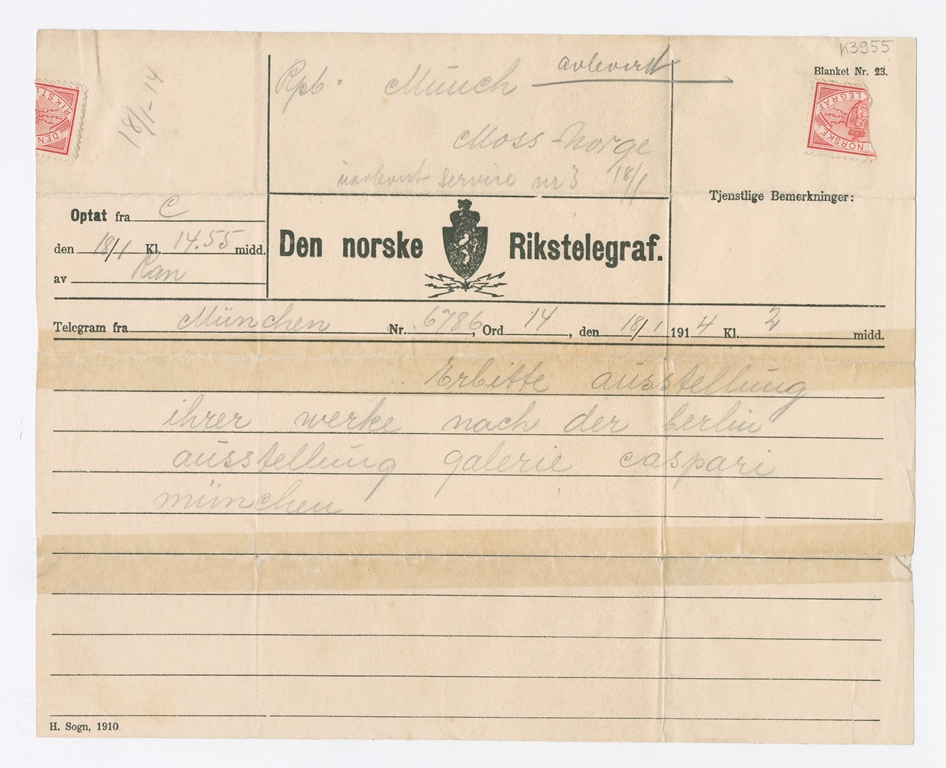 K3955
Blanket Nr. 23.
avlevert
Rpb = Munch
18/1-14
Moss-Norge
uavlevert service nr 3 18/1
Tjenstlige Bemerkninger:
Optat fra C
den 18/1 Kl. 14.55 midd.
av Ran
Den norske Rikstelegraf.
Telegram fra München Nr. 6786, Ord 14, den 18/1 1914 Kl. 2 midd.
Erbitte ausstellung
ihrer werke nach der berlin
ausstellung galerie caspari
münchen
H. Sogn, 1910.